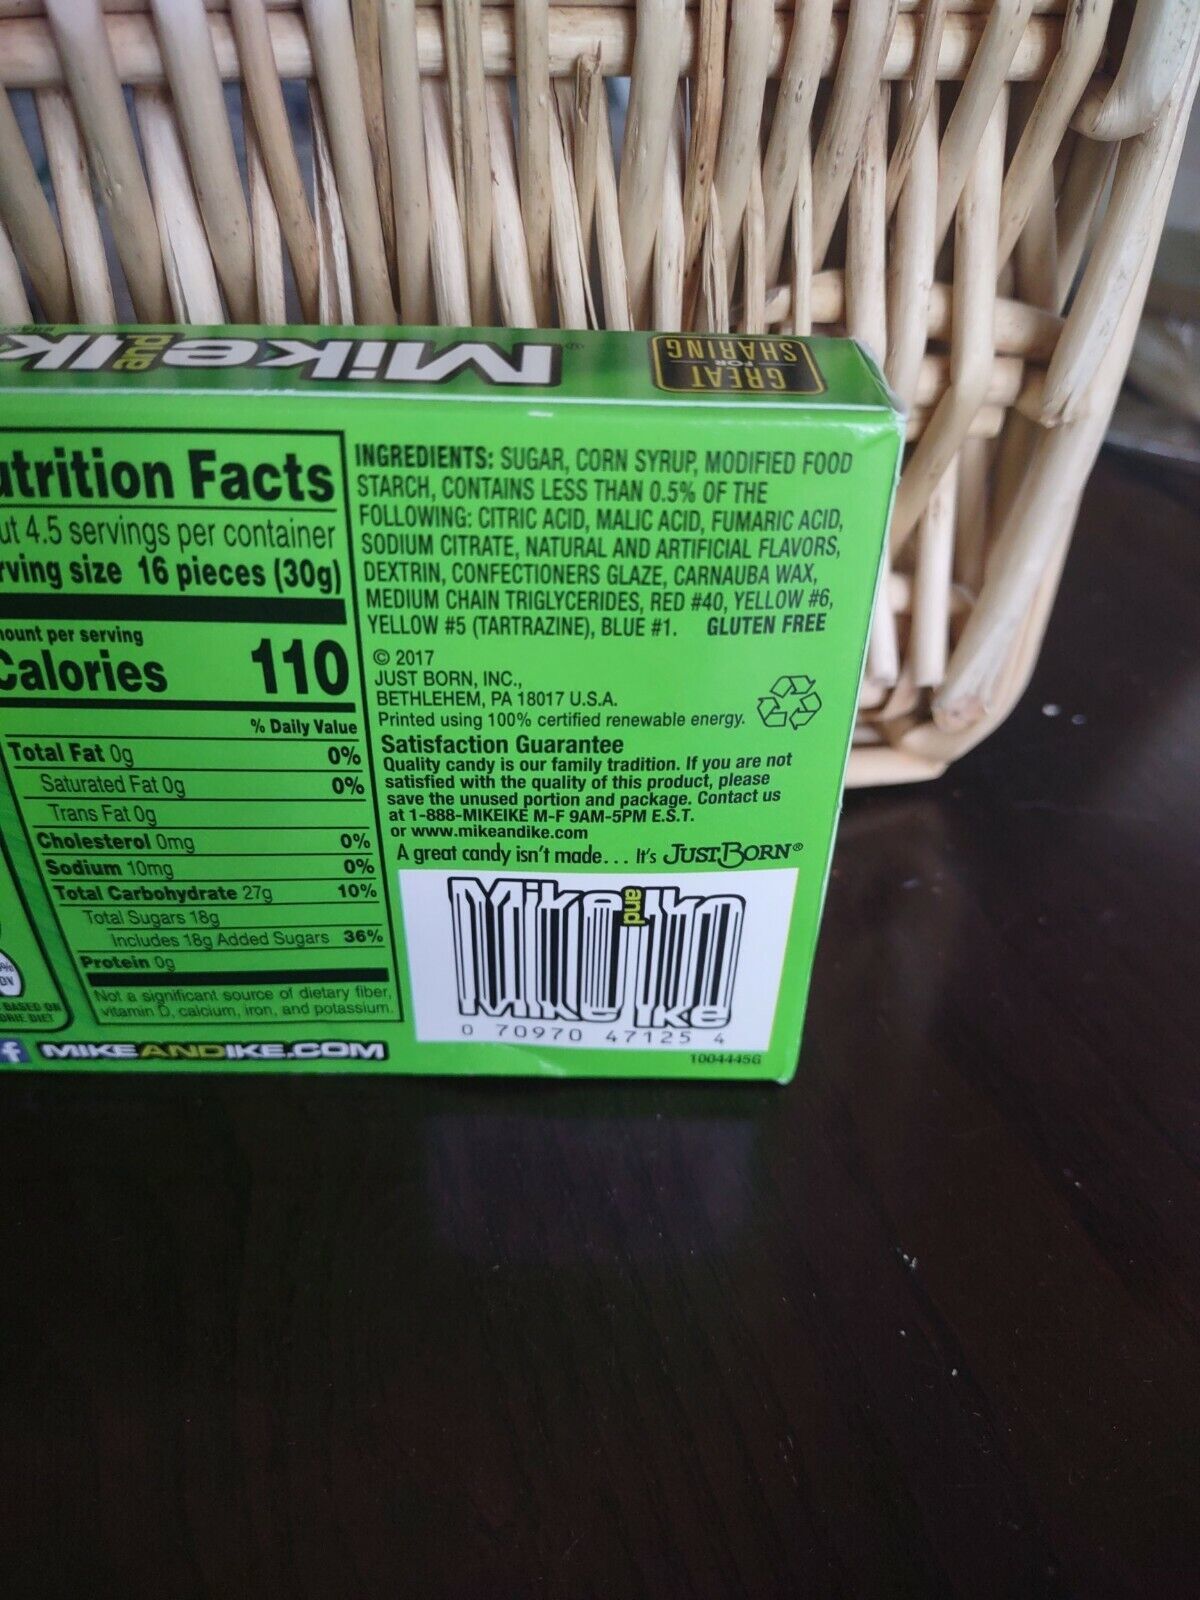 Mike and Ik
GREAT
FOR
SHARING
utrition Facts
ut 4.5 servings per container
rving size 16 pieces (30g)
ount per serving
Calories 110
% Daily Value
Total Fat 0g 0%
Saturated Fat 0g 0%
Trans Fat 0g
Cholesterol 0mg 0%
Sodium 10mg 0%
Total Carbohydrate 27g 10%
Total Sugars 18g
Includes 18g Added Sugars 36%
Protein 0g
Not a significant source of dietary fiber,
vitamin D, calcium, iron, and potassium.
DV
BASED ON
ORIE DIET
f MIKEANDIKE.COM
INGREDIENTS: SUGAR, CORN SYRUP, MODIFIED FOOD
STARCH, CONTAINS LESS THAN 0.5% OF THE
FOLLOWING: CITRIC ACID, MALIC ACID, FUMARIC ACID,
SODIUM CITRATE, NATURAL AND ARTIFICIAL FLAVORS,
DEXTRIN, CONFECTIONERS GLAZE, CARNAUBA WAX,
MEDIUM CHAIN TRIGLYCERIDES, RED #40, YELLOW #6,
YELLOW #5 (TARTRAZINE), BLUE #1. GLUTEN FREE
© 2017
JUST BORN, INC.,
BETHLEHEM, PA 18017 U.S.A.
Printed using 100% certified renewable energy.
Satisfaction Guarantee
Quality candy is our family tradition. If you are not
satisfied with the quality of this product, please
save the unused portion and package. Contact us
at 1-888-MIKEIKE M-F 9AM-5PM E.S.T.
or www.mikeandike.com
A great candy isn't made... It's JUST BORN®
Mike and Ike
0 70970 47125 4
1004445G